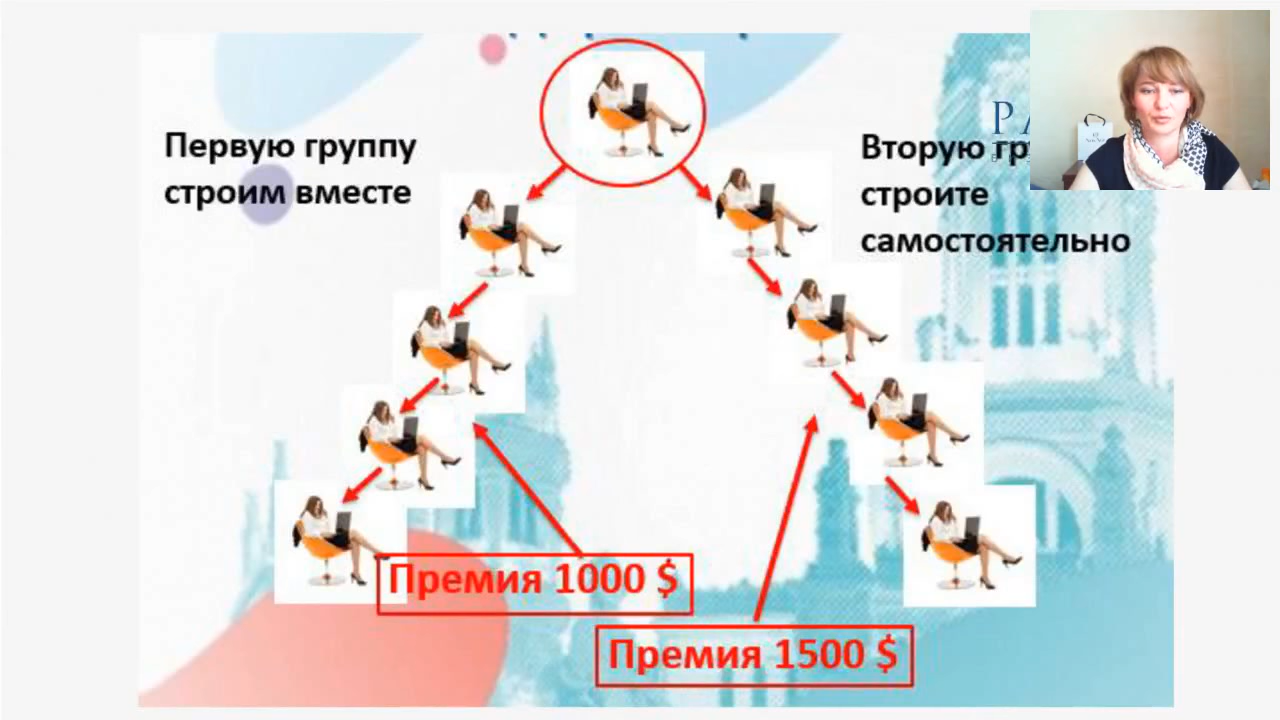 Первую группу
строим вместе
Вторую
строите
самостоятельно
Премия 1000 $
Премия 1500 $